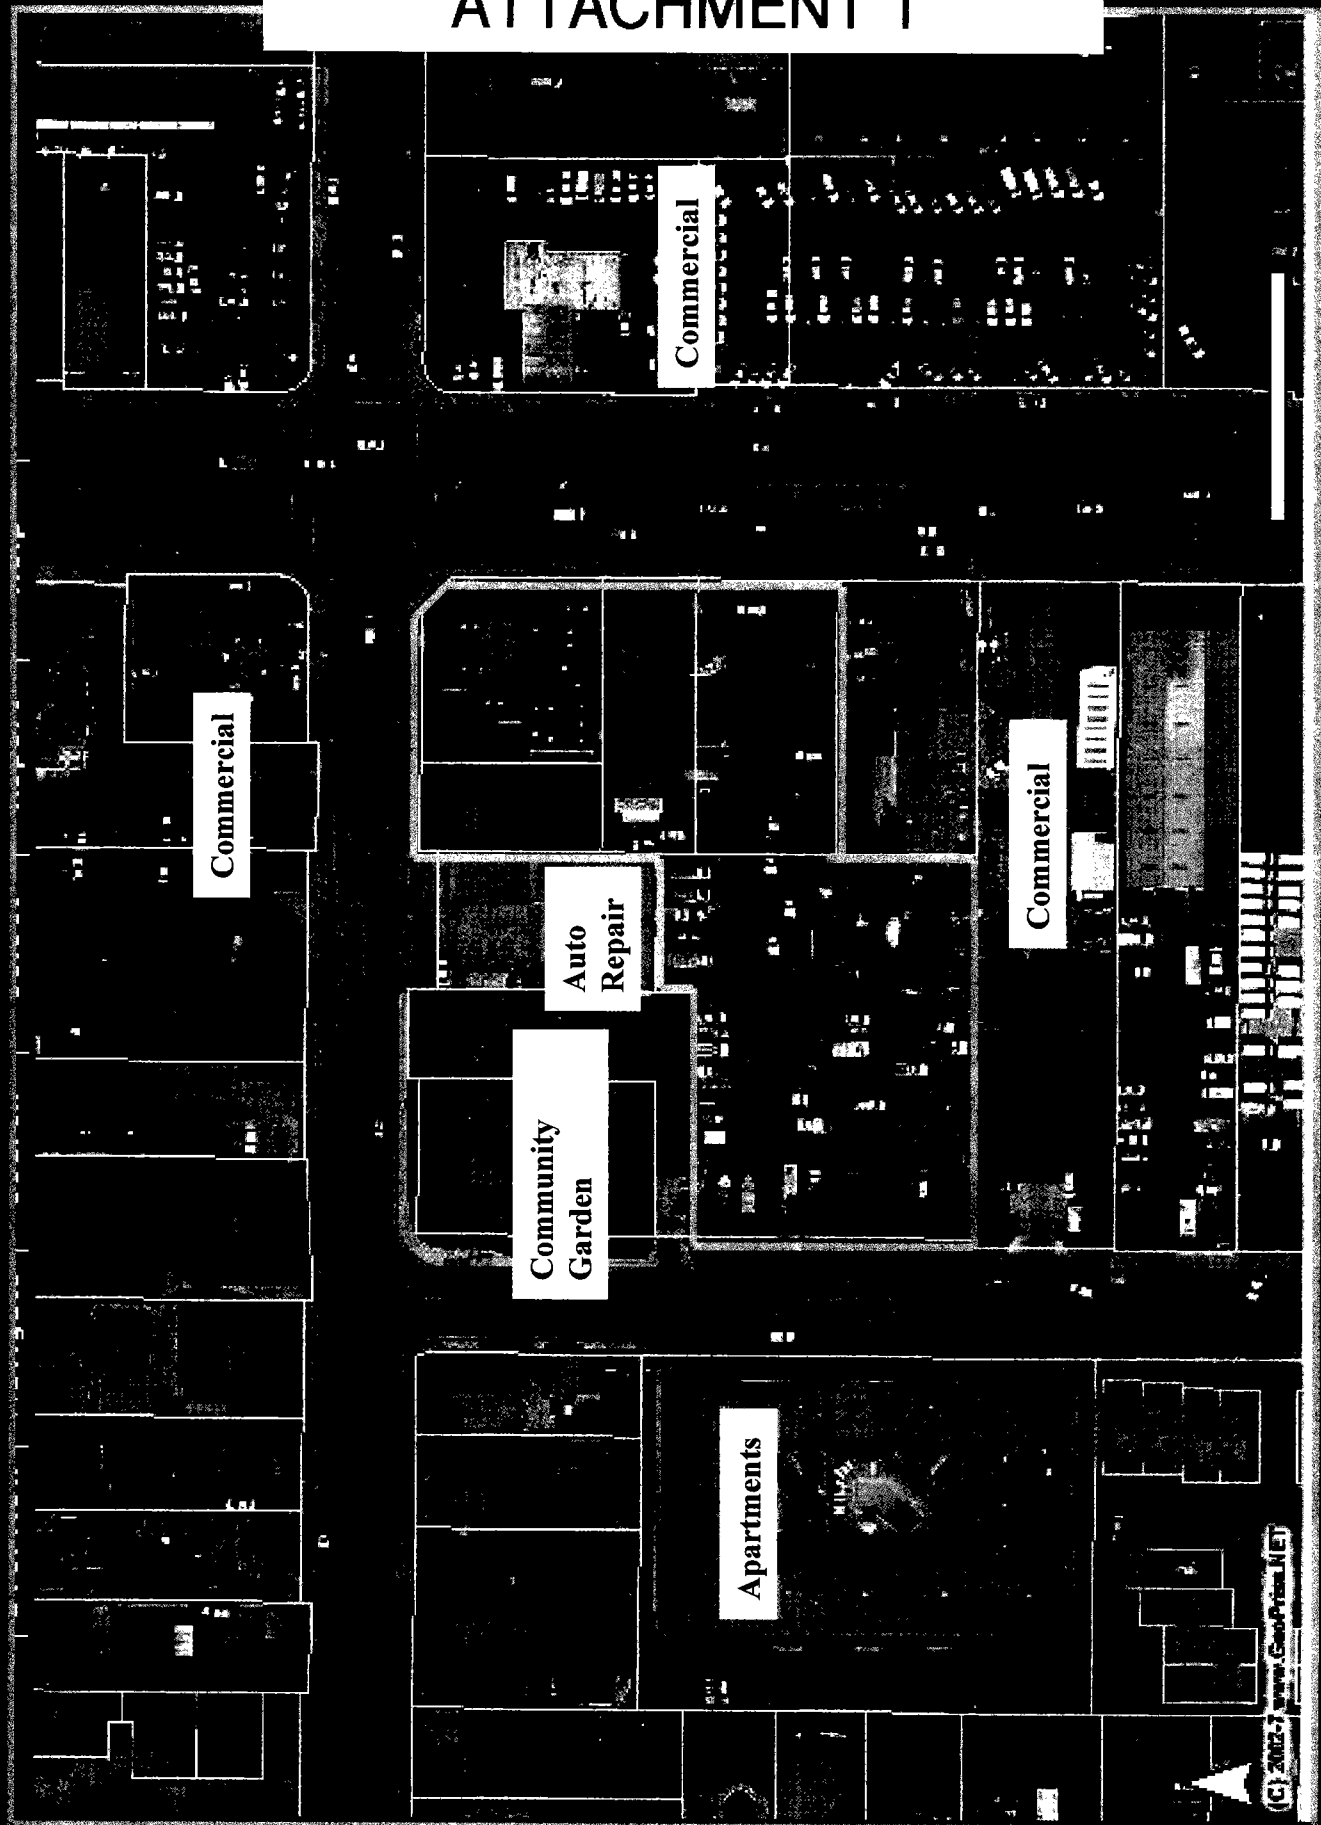 ATTACHMENT 1
Commercial
Commercial
Auto
Repair
Commercial
Community
Garden
Apartments